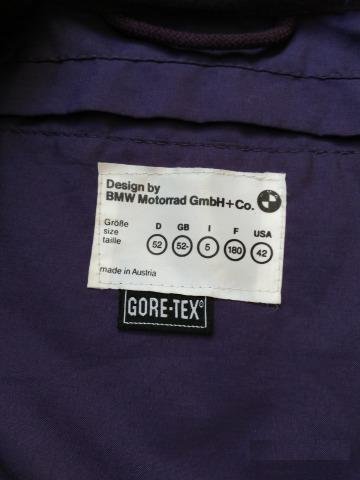 Design by
BMW Motorrad GmbH+Co.
Größe D GB I F USA
size
taille 52 52- 5 180 42
made in Austria
GORE-TEX®